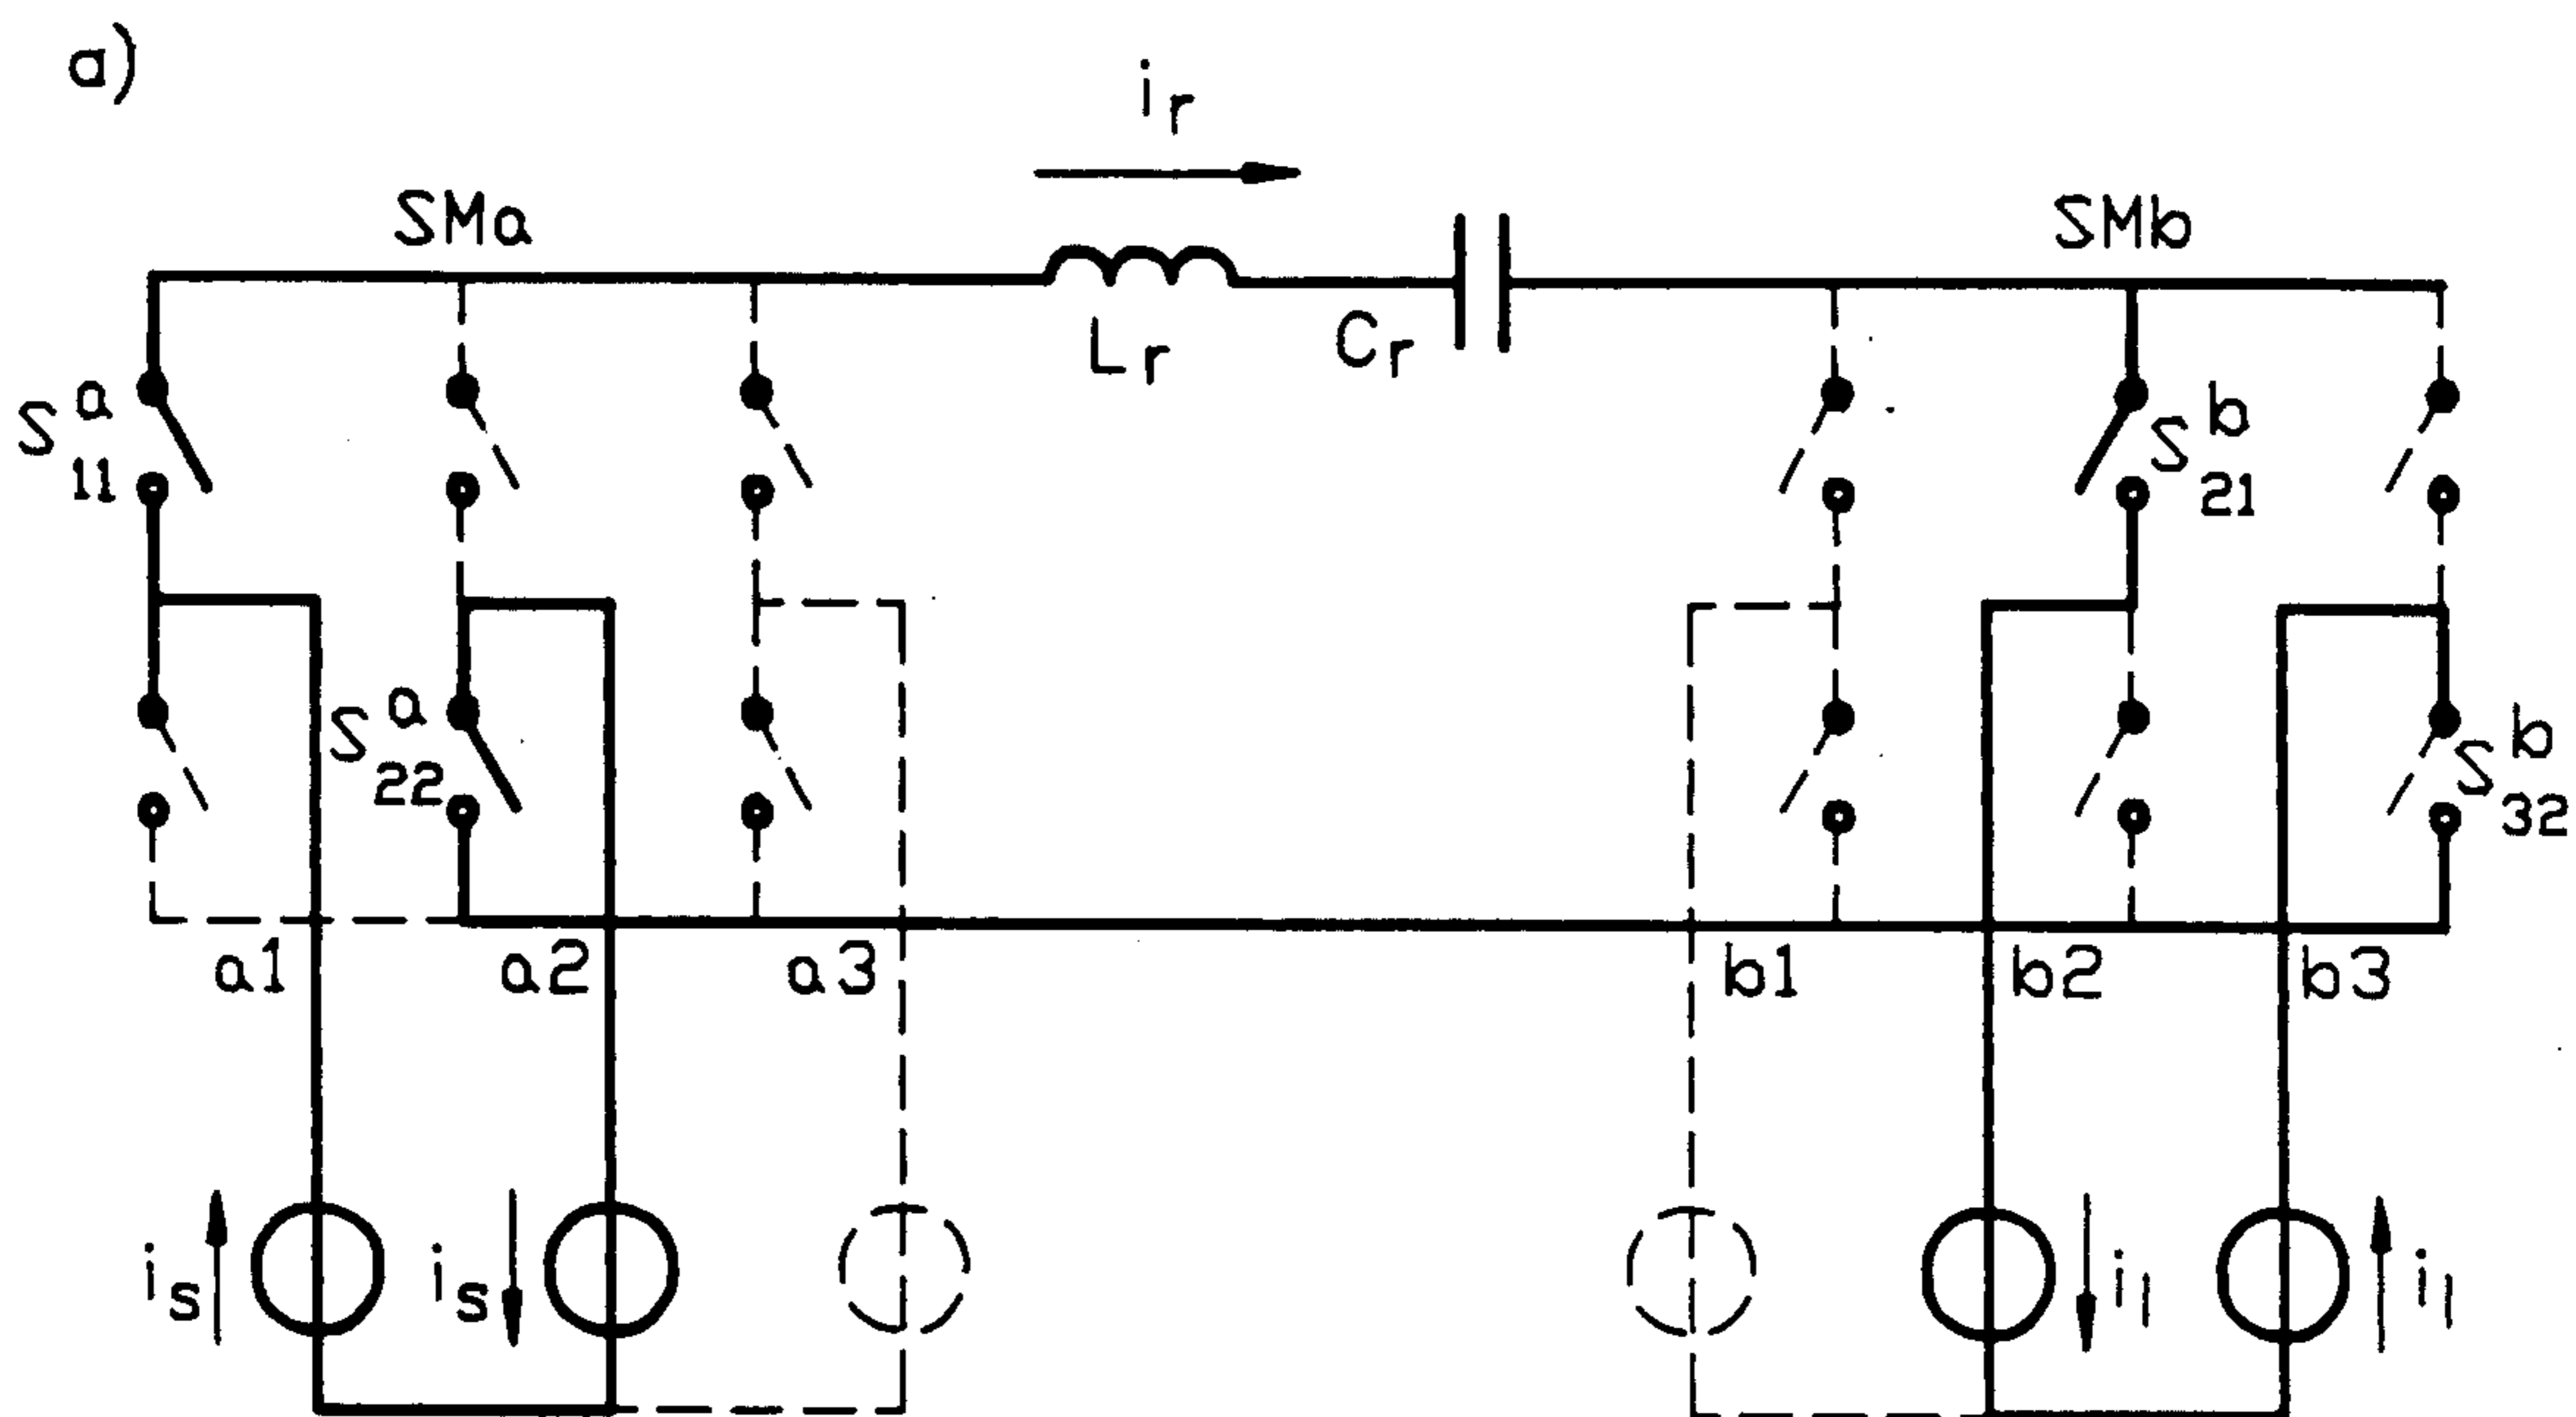 a)
i_r
SMa
SMb
L_r
C_r
S^a_11
S^b_21
S^a_22
S^b_32
a1
a2
a3
b1
b2
b3
i_s
i_s
i_l
i_l